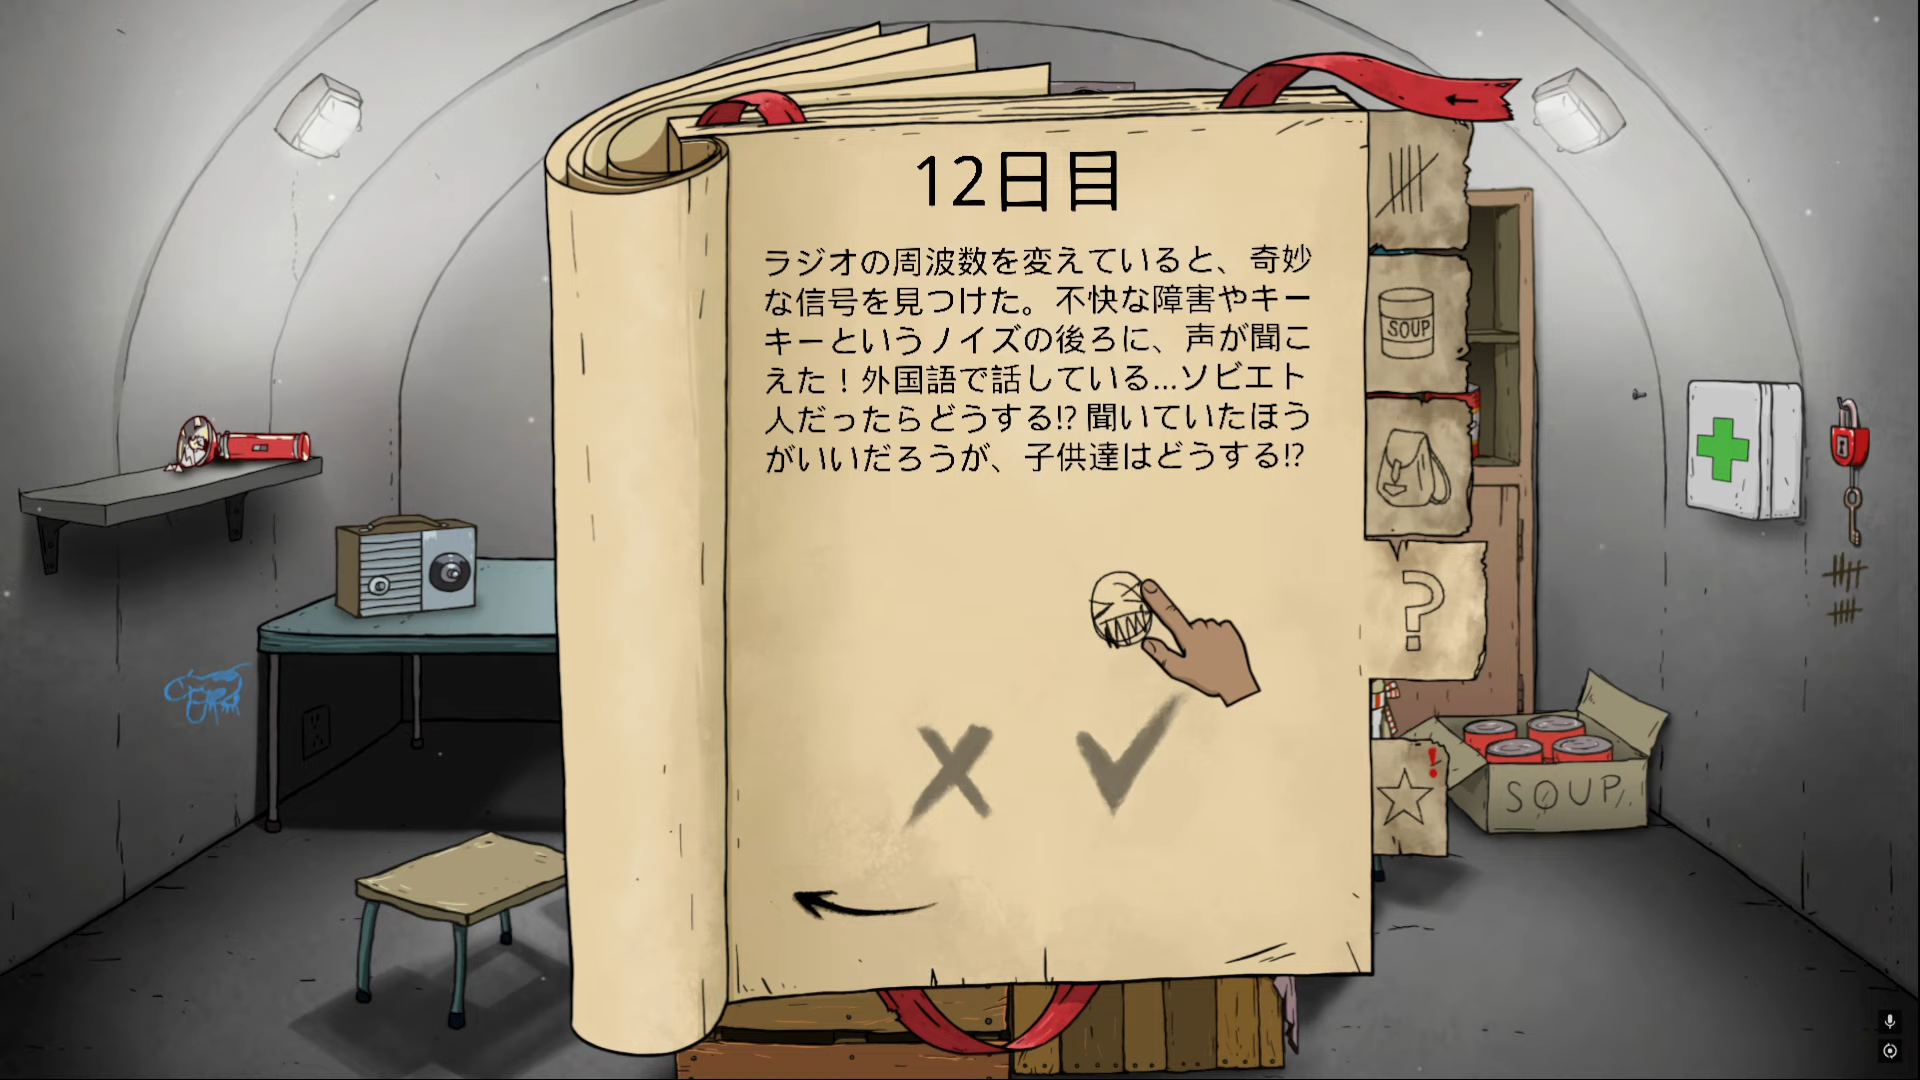 12日目
ラジオの周波数を変えていると、奇妙
な信号を見つけた。不快な障害やキー
キーというノイズの後ろに、声が聞こ
えた！外国語で話している...ソビエト
人だったらどうする!? 聞いていたほう
がいいだろうが、子供達はどうする!?
SOUP
?
!
SOUP